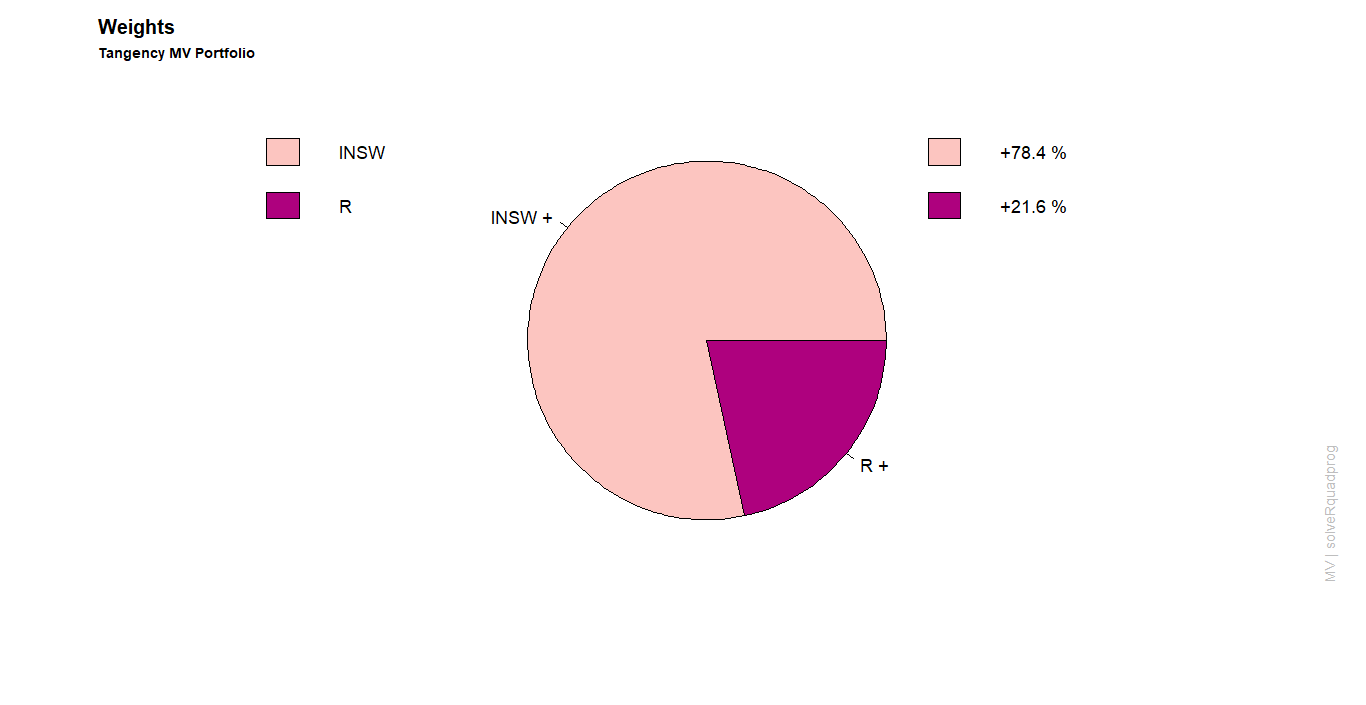 Weights
Tangency MV Portfolio
INSW
+78.4 %
R
+21.6 %
INSW +
R +
MV | solveRquadprog